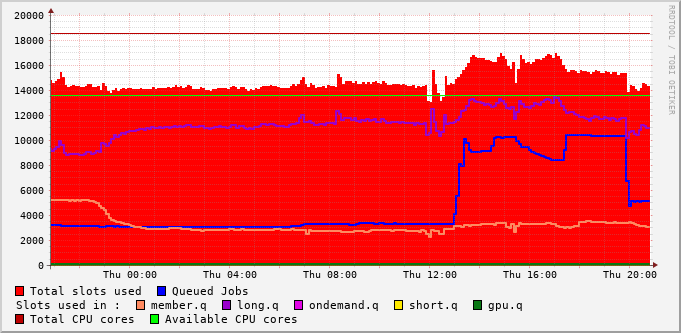 20000
18000
16000
14000
12000
10000
8000
6000
4000
2000
0
Thu 00:00 Thu 04:00 Thu 08:00 Thu 12:00 Thu 16:00 Thu 20:00
RRDTOOL / TOBI OETIKER
Total slots used Queued Jobs
Slots used in : member.q long.q ondemand.q short.q gpu.q
Total CPU cores Available CPU cores